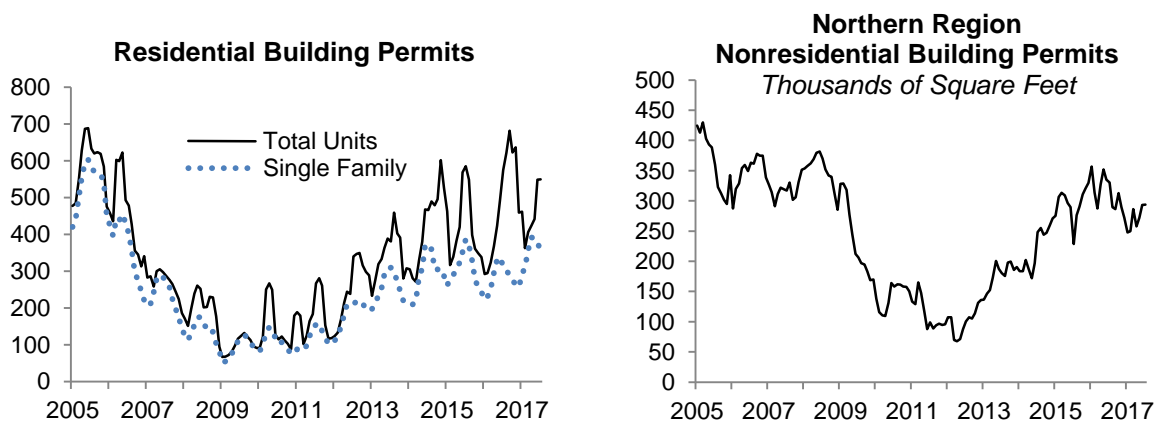 Residential Building Permits
800
700
600
500
400
300
200
100
0
Total Units
Single Family
2005 2007 2009 2011 2013 2015 2017
Northern Region
Nonresidential Building Permits
Thousands of Square Feet
500
450
400
350
300
250
200
150
100
50
0
2005 2007 2009 2011 2013 2015 2017